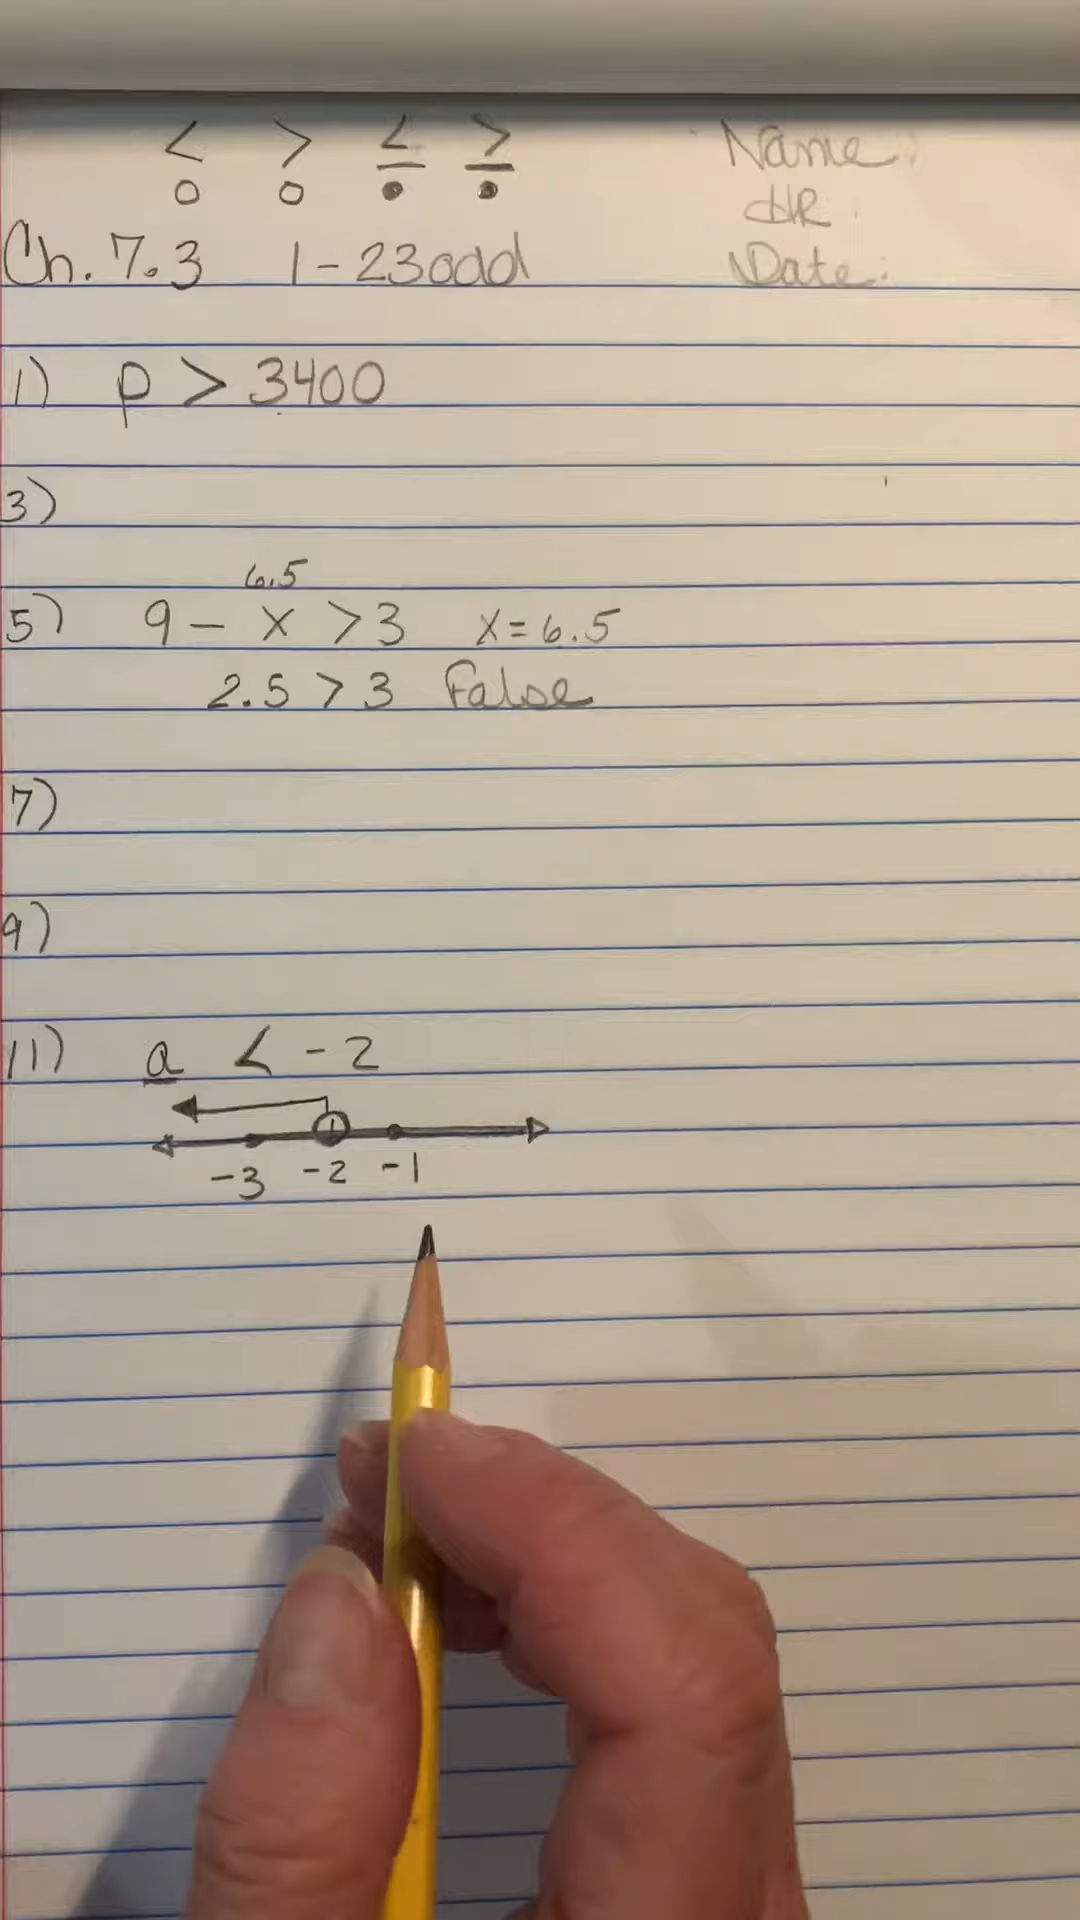 < > ≤ ≥ Name:
HR
Ch. 7.3 1-23odd Date:
1) p > 3400
3)
6.5
5) 9 - x > 3 x = 6.5
2.5 > 3 False
7)
9)
11) a < -2
-3 -2 -1